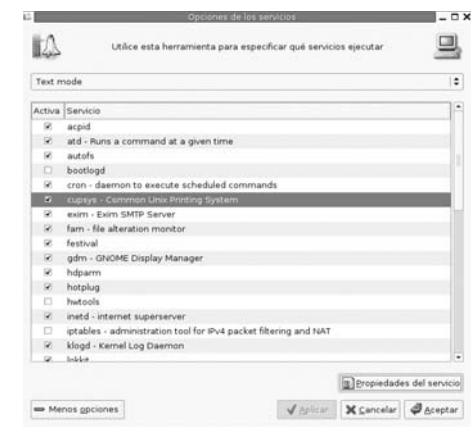 Opciones de los servicios
Utilice esta herramienta para especificar qué servicios ejecutar
Text mode
Activa Servicio
acpid
atd - Runs a command at a given time
autofs
bootlogd
cron - daemon to execute scheduled commands
cupsys - Common Unix Printing System
exim - Exim SMTP Server
fam - file alteration monitor
festival
gdm - GNOME Display Manager
hdparm
hotplug
hwtools
inetd - internet superserver
iptables - administration tool for IPv4 packet filtering and NAT
klogd - Kernel Log Daemon
lokkit
Propiedades del servicio
Menos opciones Aplicar Cancelar Aceptar